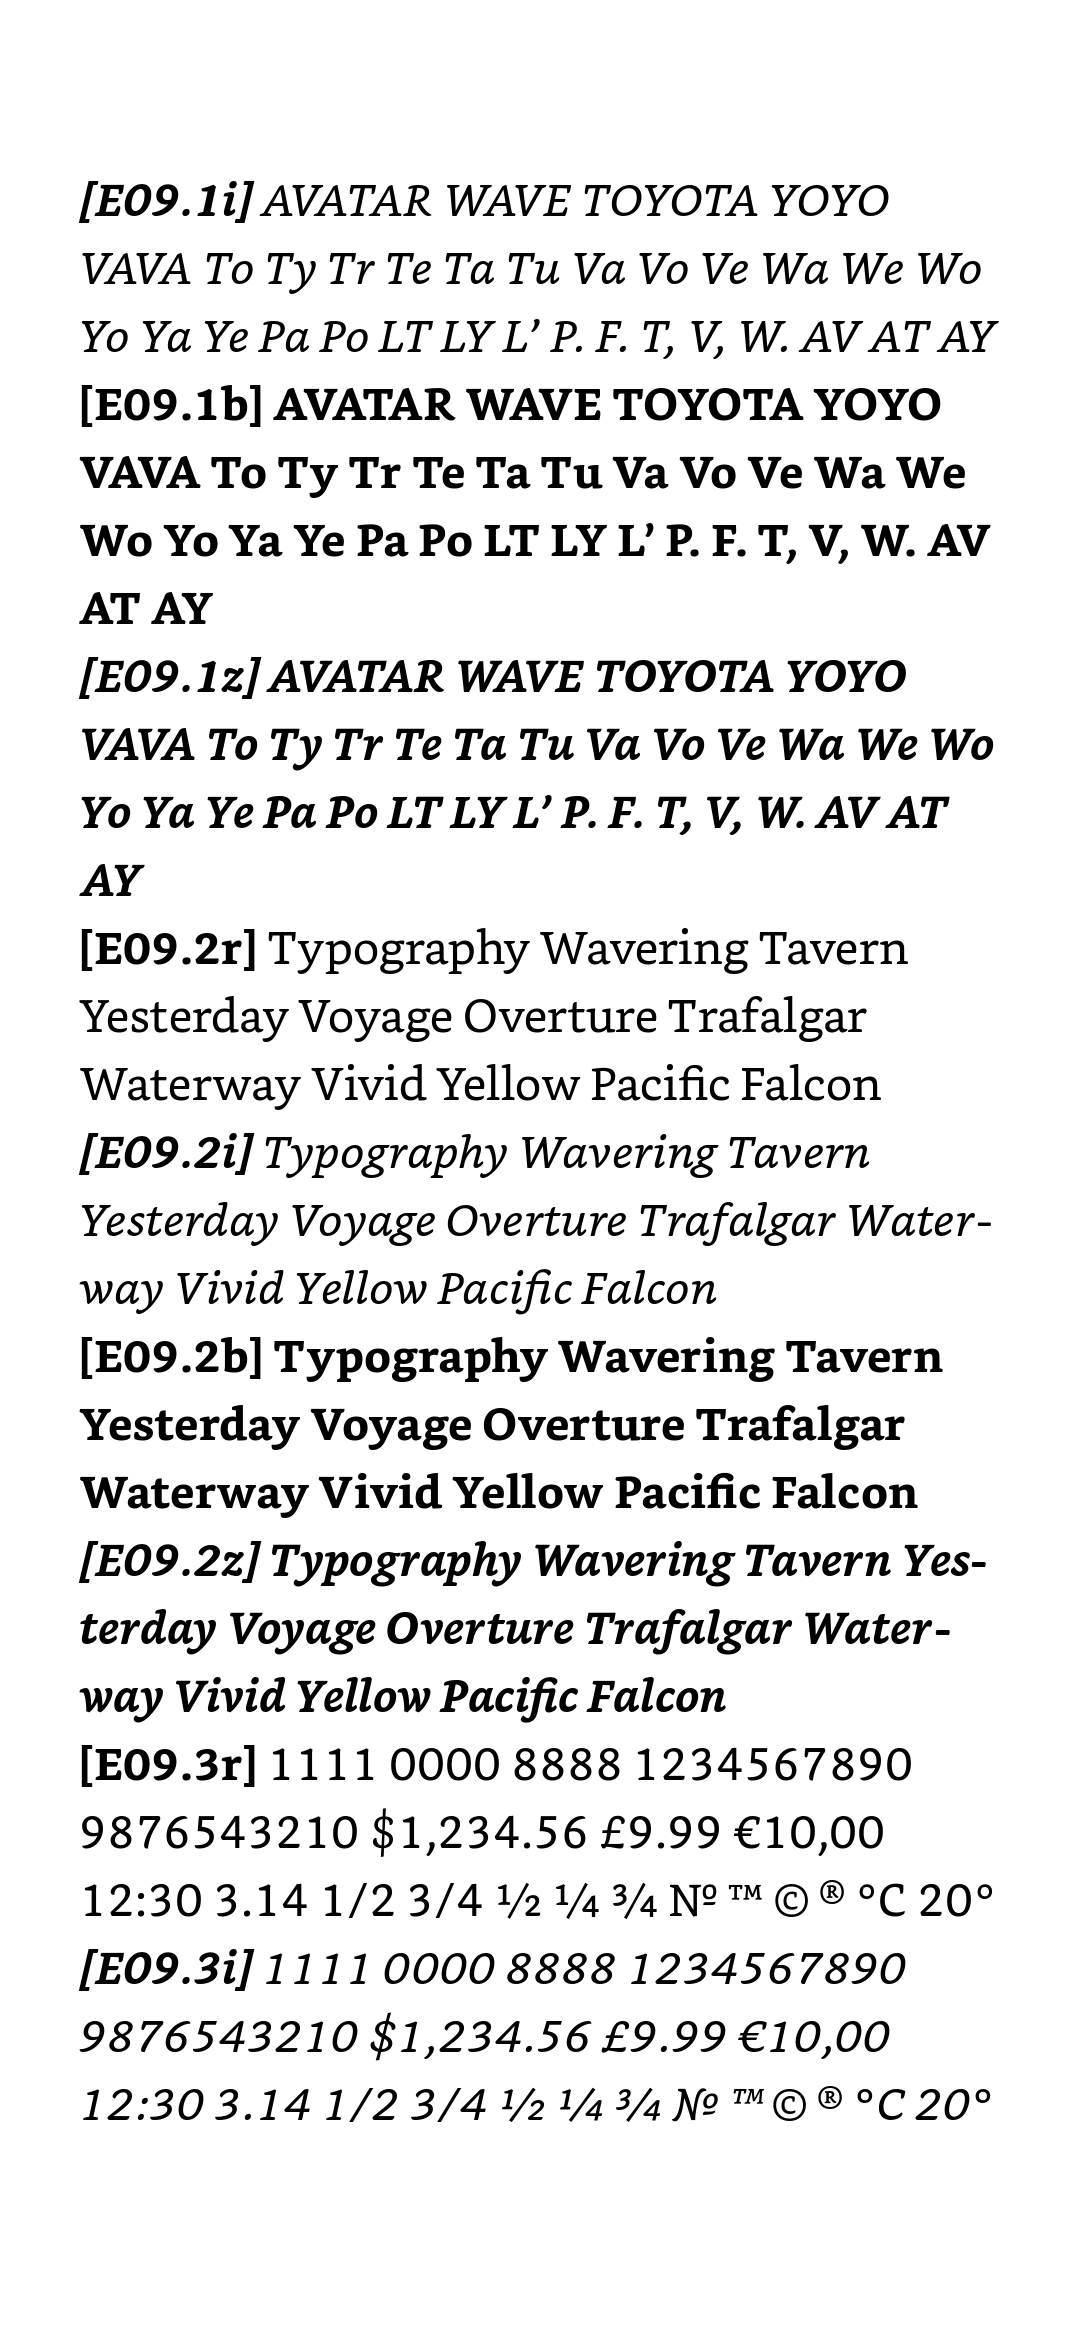 [E09.1i] AVATAR WAVE TOYOTA YOYO
VAVA To Ty Tr Te Ta Tu Va Vo Ve Wa We Wo
Yo Ya Ye Pa Po LT LY L’ P. F. T, V, W. AV AT AY
[E09.1b] AVATAR WAVE TOYOTA YOYO
VAVA To Ty Tr Te Ta Tu Va Vo Ve Wa We
Wo Yo Ya Ye Pa Po LT LY L’ P. F. T, V, W. AV
AT AY
[E09.1z] AVATAR WAVE TOYOTA YOYO
VAVA To Ty Tr Te Ta Tu Va Vo Ve Wa We Wo
Yo Ya Ye Pa Po LT LY L’ P. F. T, V, W. AV AT
AY
[E09.2r] Typography Wavering Tavern
Yesterday Voyage Overture Trafalgar
Waterway Vivid Yellow Pacific Falcon
[E09.2i] Typography Wavering Tavern
Yesterday Voyage Overture Trafalgar Water-
way Vivid Yellow Pacific Falcon
[E09.2b] Typography Wavering Tavern
Yesterday Voyage Overture Trafalgar
Waterway Vivid Yellow Pacific Falcon
[E09.2z] Typography Wavering Tavern Yes-
terday Voyage Overture Trafalgar Water-
way Vivid Yellow Pacific Falcon
[E09.3r] 1111 0000 8888 1234567890
9876543210 $1,234.56 £9.99 €10,00
12:30 3.14 1/2 3/4 ½ ¼ ¾ № ™ © ® °C 20°
[E09.3i] 1111 0000 8888 1234567890
9876543210 $1,234.56 £9.99 €10,00
12:30 3.14 1/2 3/4 ½ ¼ ¾ № ™ © ® °C 20°